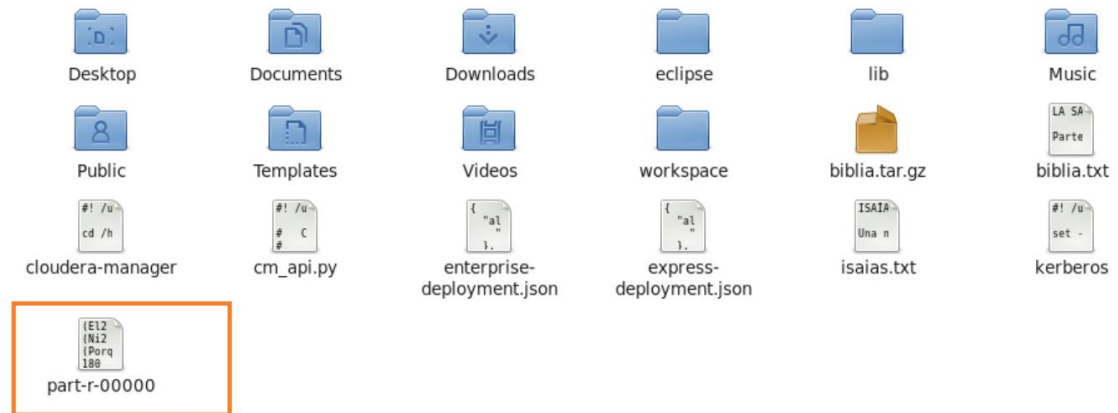 Desktop
Documents
Downloads
eclipse
lib
Music
Public
Templates
Videos
workspace
biblia.tar.gz
LA SA
Parte
biblia.txt
#! /u
cd /h
cloudera-manager
#! /u
# C
#
cm_api.py
{
"al
"
},
enterprise-
deployment.json
{
"al
"
},
express-
deployment.json
ISAIA
Una n
isaias.txt
#! /u
set -
kerberos
(El2
(Ni2
(Porq
180
part-r-00000